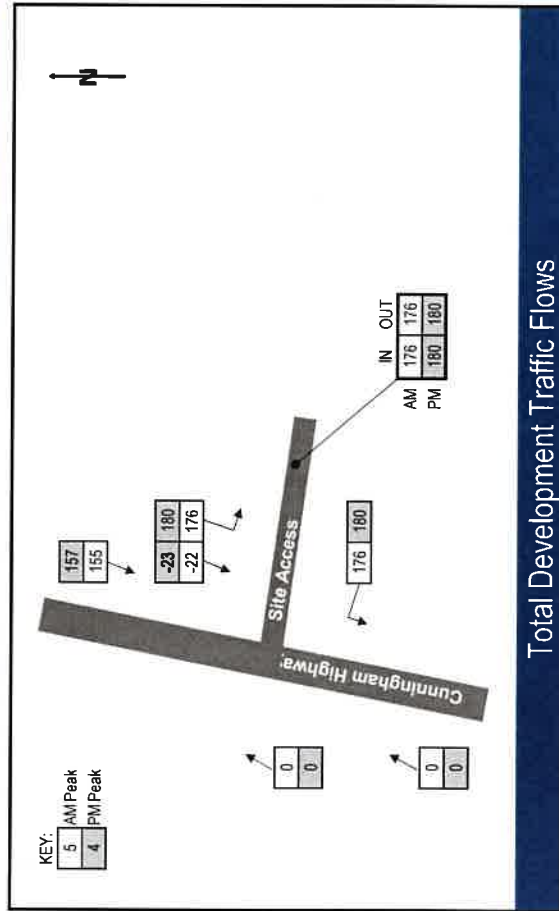 KEY:
5 AM Peak
4 PM Peak
N
157
155
-23 180
-22 176
Site Access
Cunningham Highwa
176 180
0
0
0
0
IN OUT
AM 176 176
PM 180 180
Total Development Traffic Flows